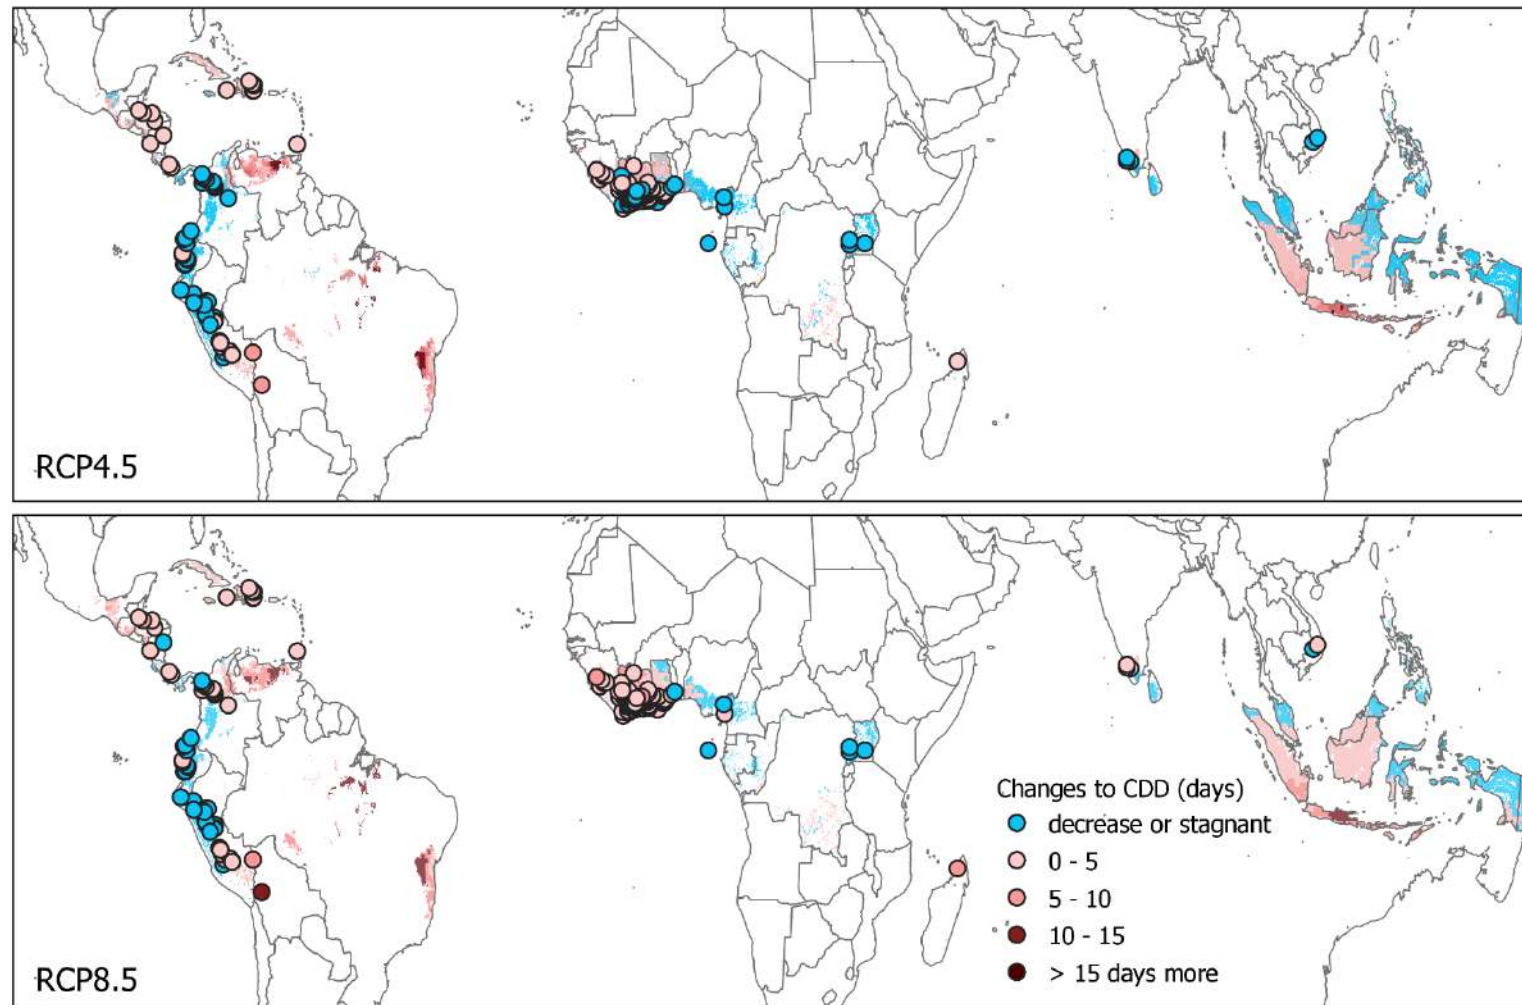 RCP4.5
Changes to CDD (days)
decrease or stagnant
0 - 5
5 - 10
10 - 15
> 15 days more
RCP8.5